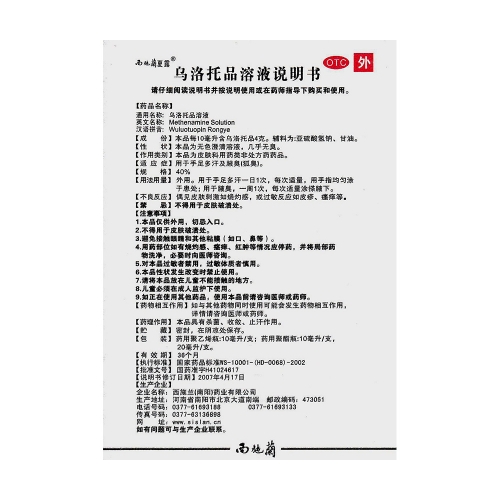 西施蘭夏露®
乌洛托品溶液说明书
OTC 外
请仔细阅读说明书并按说明使用或在药师指导下购买和使用。
【药品名称】
通用名称：乌洛托品溶液
英文名称：Methenamine Solution
汉语拼音：Wuluotuopin Rongye
【成 份】本品每10毫升含乌洛托品4克。辅料为：亚硫酸氢钠、甘油。
【性 状】本品为无色澄清溶液，几乎无臭。
【作用类别】本品为皮肤科用药类非处方药药品。
【适 应 症】用于手足多汗及腋臭(狐臭)。
【规 格】40%
【用法用量】外用。用于手足多汗一日1次，每次适量，用手指均匀涂
于患处；用于腋臭，一周1次，每次适量涂搽腋下。
【不良反应】偶见皮肤刺激如烧灼感，或过敏反应如皮疹、瘙痒等。
【禁 忌】不得用于皮肤破溃处。
【注意事项】
1.本品仅供外用，切忌入口。
2.不得用于皮肤破溃处。
3.避免接触眼睛和其他粘膜（如口、鼻等）。
4.用药部位如有烧灼感、瘙痒、红肿等情况应停药，并将局部药
物洗净，必要时向医师咨询。
5.对本品过敏者禁用，过敏体质者慎用。
6.本品性状发生改变时禁止使用。
7.请将本品放在儿童不能接触的地方。
8.儿童必须在成人监护下使用。
9.如正在使用其他药品，使用本品前请咨询医师或药师。
【药物相互作用】如与其他药物同时使用可能会发生药物相互作用，
详情请咨询医师或药师。
【药理作用】本品具有杀菌、收敛、止汗作用。
【贮 藏】密封，在阴凉处保存。
【包 装】药用聚乙烯瓶:10毫升/支；药用聚酯瓶:10毫升/支，
20毫升/支。
【有 效 期】36个月
【执行标准】国家药品标准WS-10001-(HD-0068)-2002
【批准文号】国药准字H41024617
【说明书修订日期】2007年4月17日
【生产企业】
企业名称：西施兰(南阳)药业有限公司
生产地址：河南省南阳市北京大道南端 邮政编码：473051
电话号码：0377-61693188 0377-61693133
传真号码：0377-63136898
网 址：www.xislan.cn
如有问题可与生产企业联系。
西施蘭